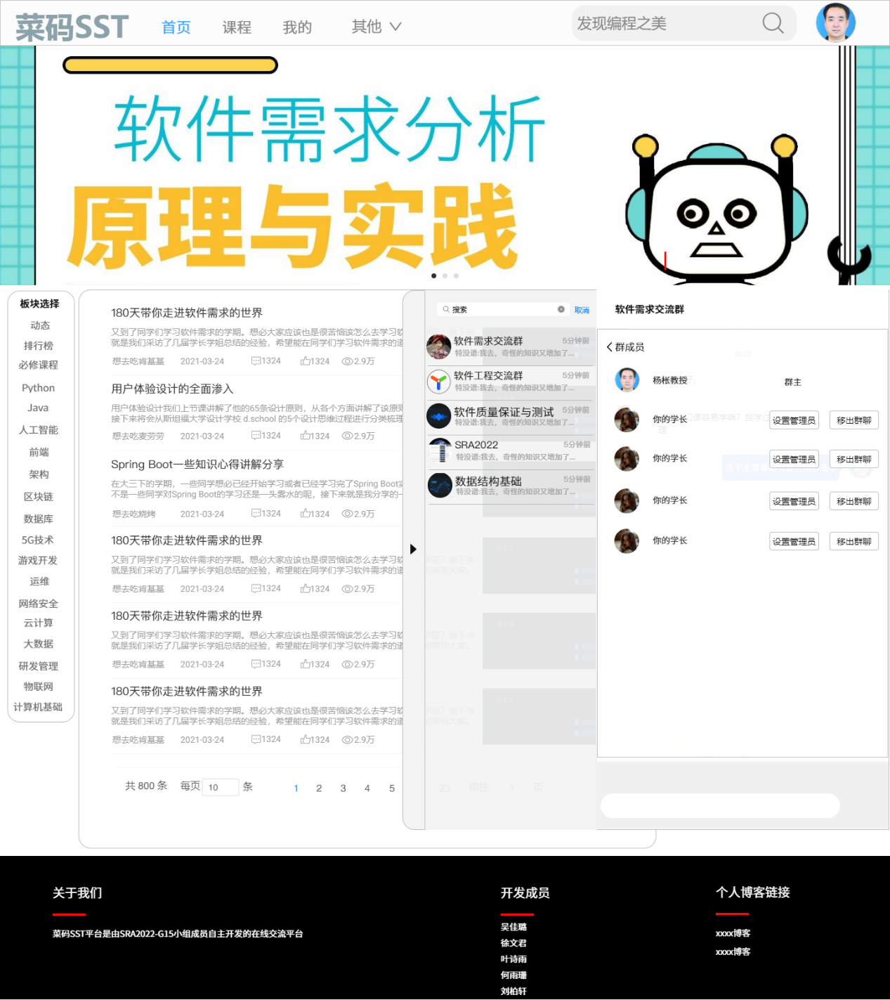 菜码SST
首页
课程
我的
其他
发现编程之美
软件需求分析
原理与实践
板块选择
动态
排行榜
必修课程
Python
Java
人工智能
前端
架构
区块链
数据库
5G技术
游戏开发
运维
网络安全
云计算
大数据
研发管理
物联网
计算机基础
180天带你走进软件需求的世界
又到了同学们学习软件需求的学期。想必大家应该也是很苦恼该怎么去学习软
就是我们采访了几届学长学姐总结的经验，希望能在同学们学习软件需求的道
想去吃肯基基 2021-03-24 1324 1324 2.9万
用户体验设计的全面渗入
用户体验设计我们上节课讲解了他的65条设计原则，从各个方面讲解了该原则
接下来将会从斯坦福大学设计学校 d.school 的5个设计思维过程进行分类梳理
想去吃麦劳劳 2021-03-24 1324 1324 2.9万
Spring Boot一些知识心得讲解分享
在大三下的学期，一些同学想必已经开始学习或者已经学习完了Spring Boot实
不是一些同学对Spring Boot的学习还是一头雾水的呢，接下来就是我分享的一
想去吃烧烤 2021-03-24 1324 1324 2.9万
180天带你走进软件需求的世界
又到了同学们学习软件需求的学期。想必大家应该也是很苦恼该怎么去学习软
就是我们采访了几届学长学姐总结的经验，希望能在同学们学习软件需求的道
想去吃肯基基 2021-03-24 1324 1324 2.9万
180天带你走进软件需求的世界
又到了同学们学习软件需求的学期。想必大家应该也是很苦恼该怎么去学习软
就是我们采访了几届学长学姐总结的经验，希望能在同学们学习软件需求的道
想去吃肯基基 2021-03-24 1324 1324 2.9万
180天带你走进软件需求的世界
又到了同学们学习软件需求的学期。想必大家应该也是很苦恼该怎么去学习软
就是我们采访了几届学长学姐总结的经验，希望能在同学们学习软件需求的道
想去吃肯基基 2021-03-24 1324 1324 2.9万
共 800 条 每页 10 条 1 2 3 4 5 23 前往 1 页
搜索 取消
软件需求交流群 5分钟前
特没谱:我去，奇怪的知识又增加了...
软件工程交流群 5分钟前
特没谱:我去，奇怪的知识又增加了...
软件质量保证与测试 5分钟前
特没谱:我去，奇怪的知识又增加了...
SRA2022 5分钟前
特没谱:我去，奇怪的知识又增加了...
数据结构基础 5分钟前
特没谱:我去，奇怪的知识又增加了...
软件需求交流群
群成员
杨枨教授 群主
你的学长 设置管理员 移出群聊
你的学长 设置管理员 移出群聊
你的学长 设置管理员 移出群聊
你的学长 设置管理员 移出群聊
关于我们
菜码SST平台是由SRA2022-G15小组成员自主开发的在线交流平台
开发成员
吴佳璐
徐文君
叶诗雨
何雨珊
刘柏轩
个人博客链接
xxxx博客
xxxx博客